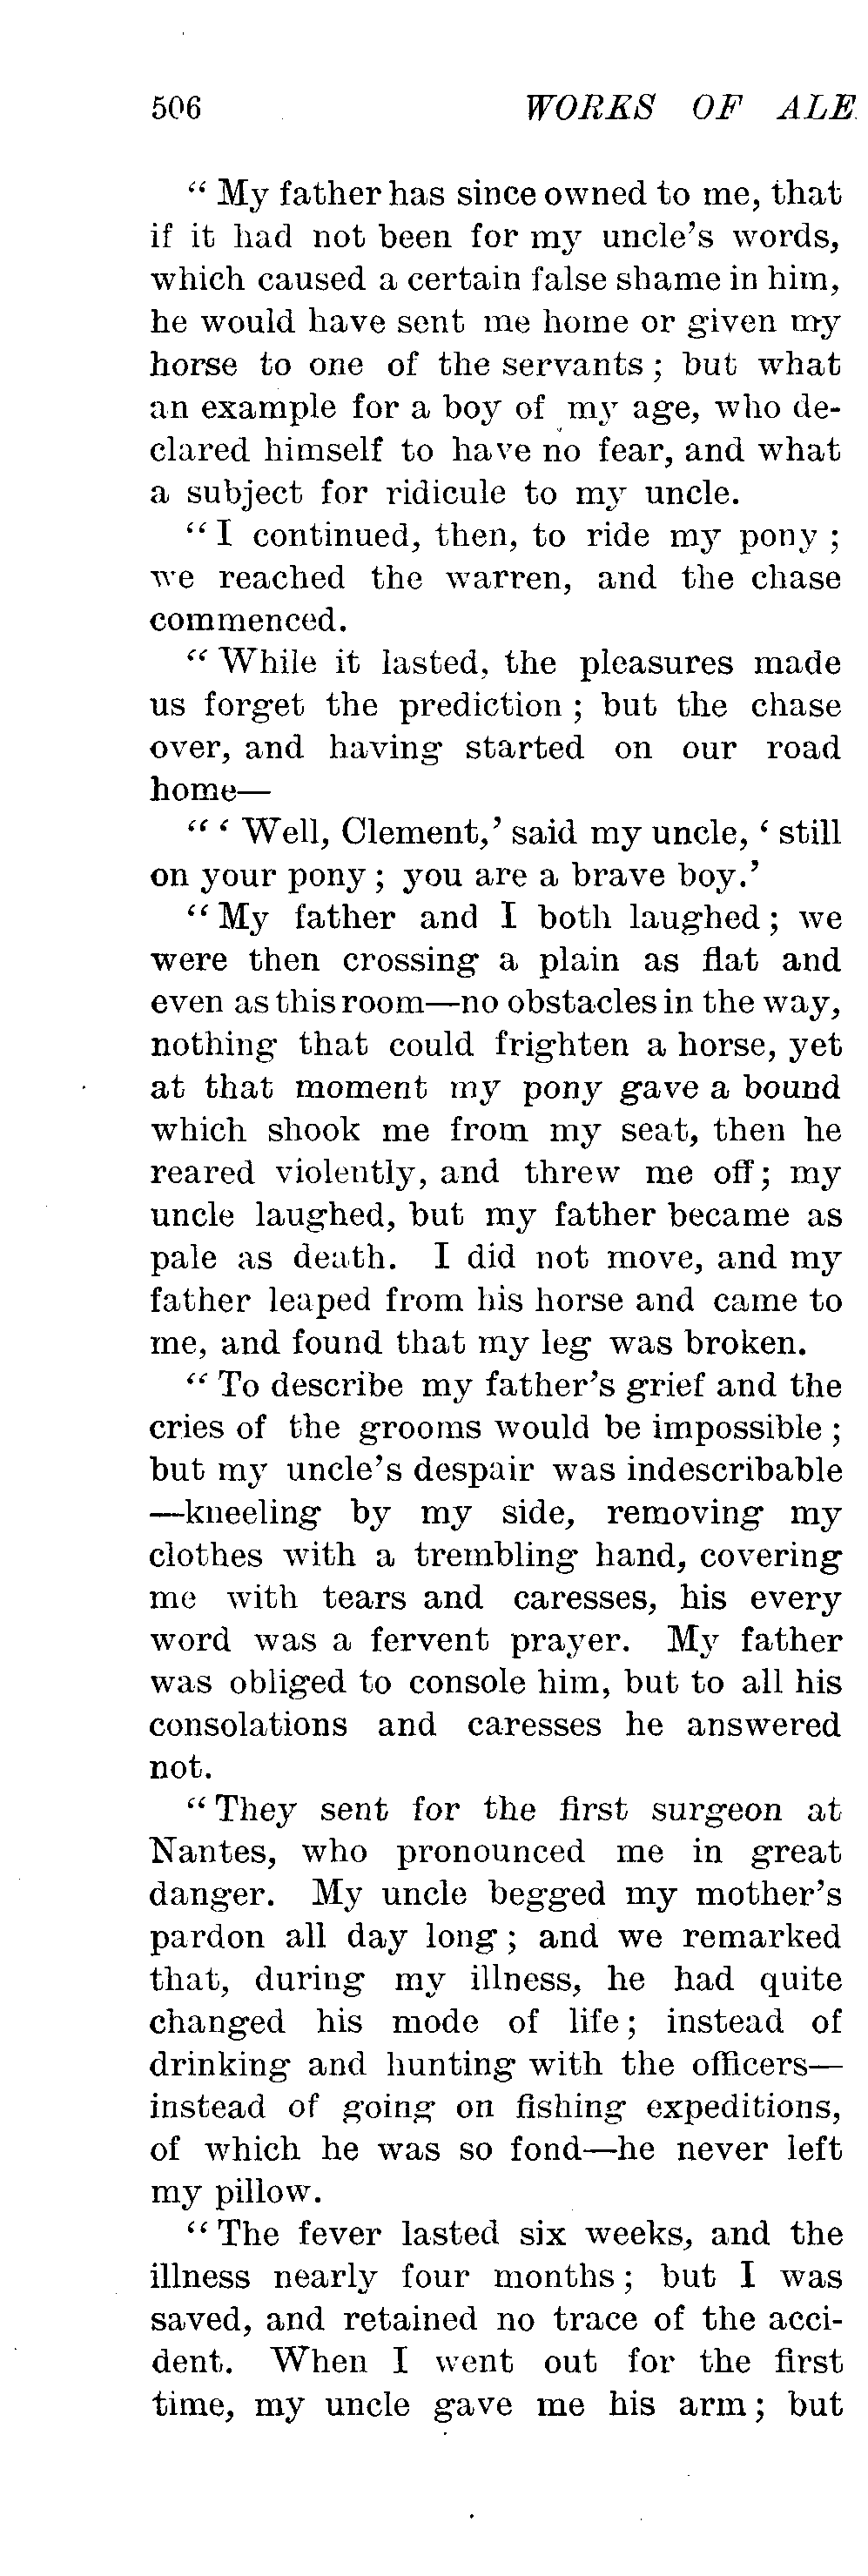 506 WORKS OF ALE
“ My father has since owned to me, that
if it had not been for my uncle’s words,
which caused a certain false shame in him,
he would have sent me home or given my
horse to one of the servants ; but what
an example for a boy of my age, who de-
clared himself to have no fear, and what
a subject for ridicule to my uncle.
“ I continued, then, to ride my pony ;
we reached the warren, and the chase
commenced.
“ While it lasted, the pleasures made
us forget the prediction ; but the chase
over, and having started on our road
home—
“ ‘ Well, Clement,’ said my uncle, ‘ still
on your pony ; you are a brave boy.’
“ My father and I both laughed ; we
were then crossing a plain as flat and
even as this room—no obstacles in the way,
nothing that could frighten a horse, yet
at that moment my pony gave a bound
which shook me from my seat, then he
reared violently, and threw me off ; my
uncle laughed, but my father became as
pale as death. I did not move, and my
father leaped from his horse and came to
me, and found that my leg was broken.
“ To describe my father’s grief and the
cries of the grooms would be impossible ;
but my uncle’s despair was indescribable
—kneeling by my side, removing my
clothes with a trembling hand, covering
me with tears and caresses, his every
word was a fervent prayer. My father
was obliged to console him, but to all his
consolations and caresses he answered
not.
“ They sent for the first surgeon at
Nantes, who pronounced me in great
danger. My uncle begged my mother’s
pardon all day long ; and we remarked
that, during my illness, he had quite
changed his mode of life ; instead of
drinking and hunting with the officers—
instead of going on fishing expeditions,
of which he was so fond—he never left
my pillow.
“ The fever lasted six weeks, and the
illness nearly four months ; but I was
saved, and retained no trace of the acci-
dent. When I went out for the first
time, my uncle gave me his arm ; but